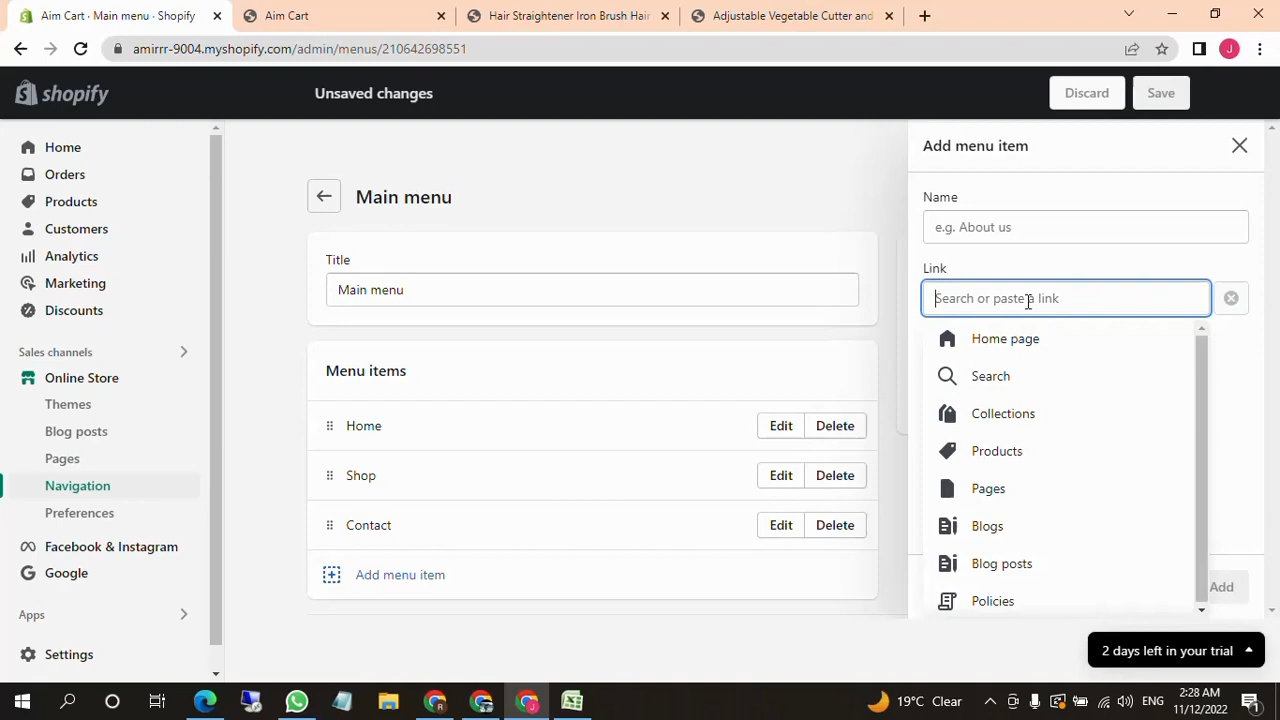 Aim Cart · Main menu · Shopify
Aim Cart
Hair Straightener Iron Brush Hair
Adjustable Vegetable Cutter and
amirrr-9004.myshopify.com/admin/menus/210642698551
J
shopify
Unsaved changes
Discard
Save
Home
Orders
Products
Customers
Analytics
Marketing
Discounts
Sales channels
Online Store
Themes
Blog posts
Pages
Navigation
Preferences
Facebook & Instagram
Google
Apps
Settings
Main menu
Title
Main menu
Menu items
Home
Edit
Delete
Shop
Edit
Delete
Contact
Edit
Delete
Add menu item
Add menu item
Name
e.g. About us
Link
Search or paste a link
Home page
Search
Collections
Products
Pages
Blogs
Blog posts
Policies
Add
2 days left in your trial
19°C Clear
ENG
2:28 AM
11/12/2022